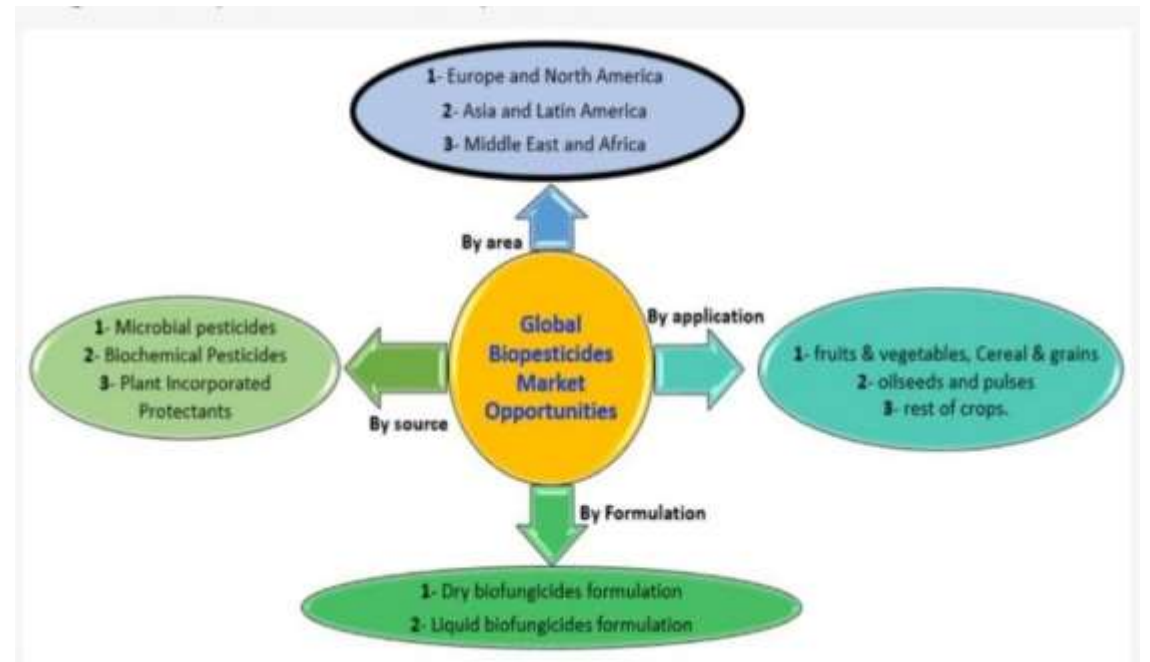 1- Europe and North America
2- Asia and Latin America
3- Middle East and Africa
By area
1- Microbial pesticides
2- Biochemical Pesticides
3- Plant Incorporated
Protectants
By source
Global
Biopesticides
Market
Opportunities
By application
1- fruits & vegetables, Cereal & grains
2- oilseeds and pulses
3- rest of crops.
By Formulation
1- Dry biofungicides formulation
2- Liquid biofungicides formulation